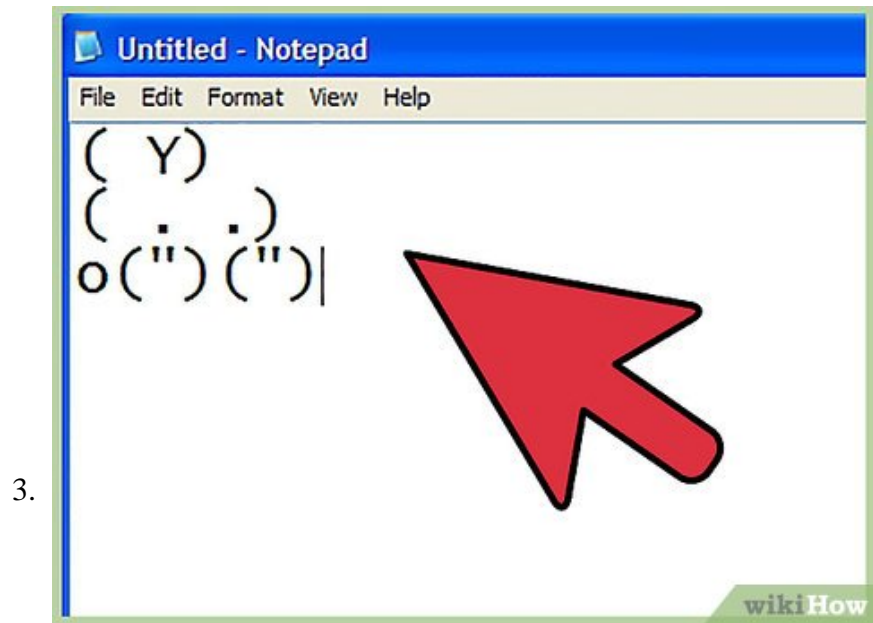 Untitled - Notepad
File Edit Format View Help
( Y)
( . .)
o(")(")
3.
wikiHow